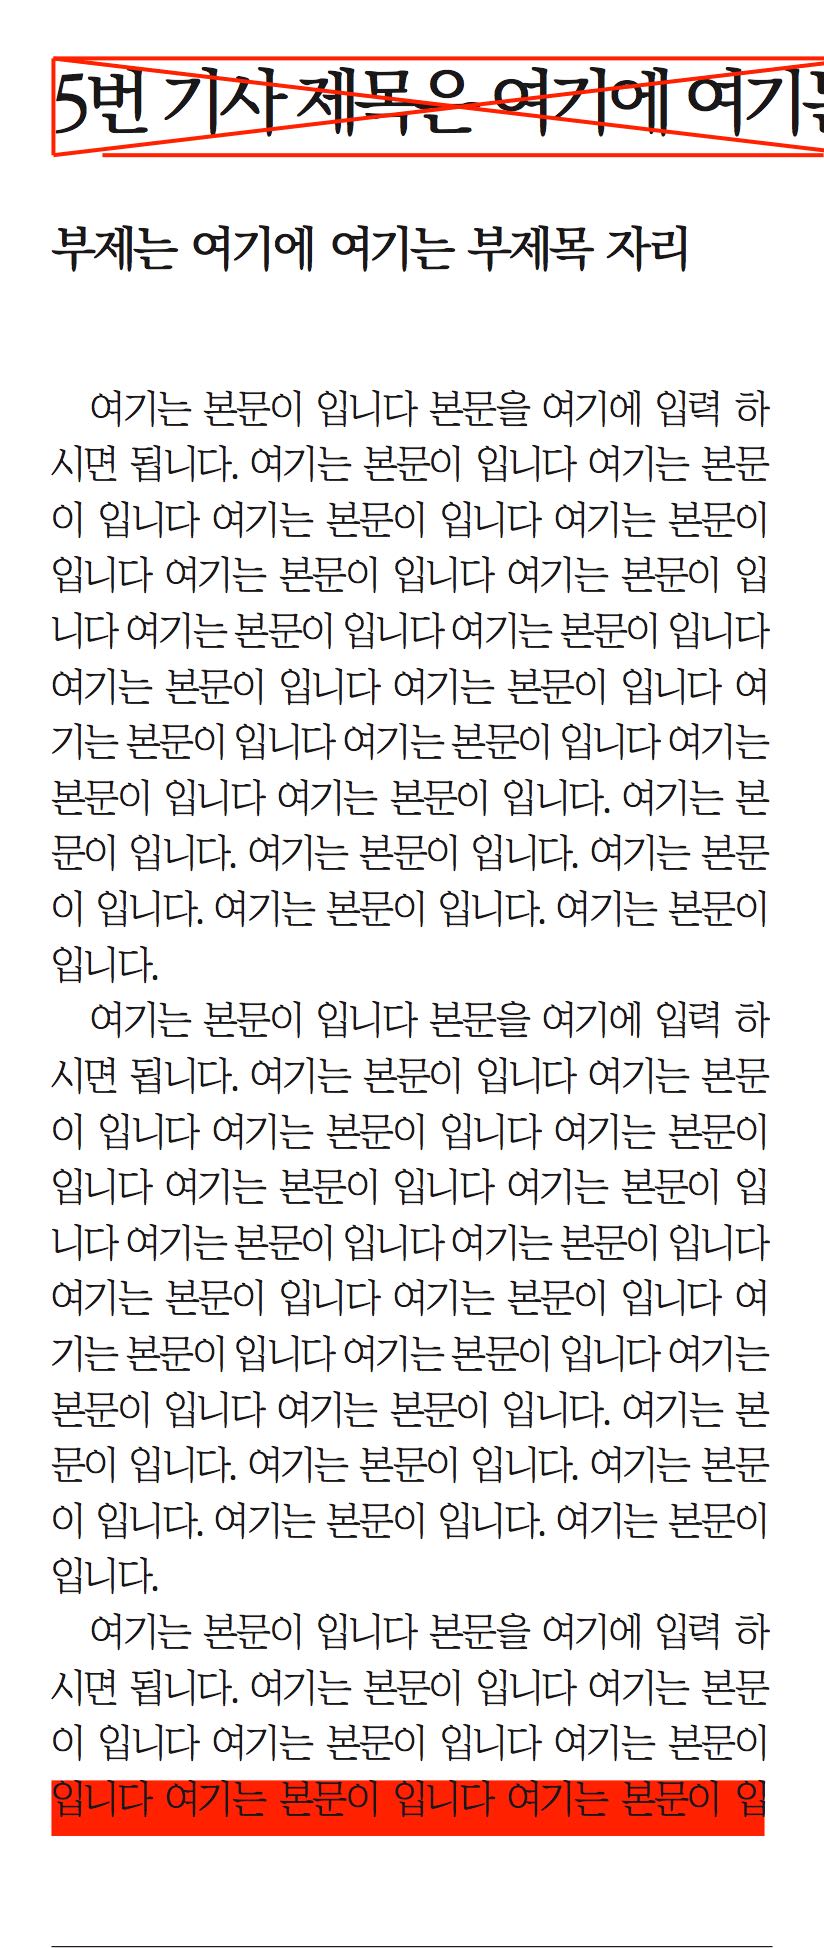 5번 기사 제목은 여기에 여기
부제는 여기에 여기는 부제목 자리
여기는 본문이 입니다 본문을 여기에 입력 하
시면 됩니다. 여기는 본문이 입니다 여기는 본문
이 입니다 여기는 본문이 입니다 여기는 본문이
입니다 여기는 본문이 입니다 여기는 본문이 입
니다 여기는 본문이 입니다 여기는 본문이 입니다
여기는 본문이 입니다 여기는 본문이 입니다 여
기는 본문이 입니다 여기는 본문이 입니다 여기는
본문이 입니다 여기는 본문이 입니다. 여기는 본
문이 입니다. 여기는 본문이 입니다. 여기는 본문
이 입니다. 여기는 본문이 입니다. 여기는 본문이
입니다.
여기는 본문이 입니다 본문을 여기에 입력 하
시면 됩니다. 여기는 본문이 입니다 여기는 본문
이 입니다 여기는 본문이 입니다 여기는 본문이
입니다 여기는 본문이 입니다 여기는 본문이 입
니다 여기는 본문이 입니다 여기는 본문이 입니다
여기는 본문이 입니다 여기는 본문이 입니다 여
기는 본문이 입니다 여기는 본문이 입니다 여기는
본문이 입니다 여기는 본문이 입니다. 여기는 본
문이 입니다. 여기는 본문이 입니다. 여기는 본문
이 입니다. 여기는 본문이 입니다. 여기는 본문이
입니다.
여기는 본문이 입니다 본문을 여기에 입력 하
시면 됩니다. 여기는 본문이 입니다 여기는 본문
이 입니다 여기는 본문이 입니다 여기는 본문이
입니다 여기는 본문이 입니다 여기는 본문이 입